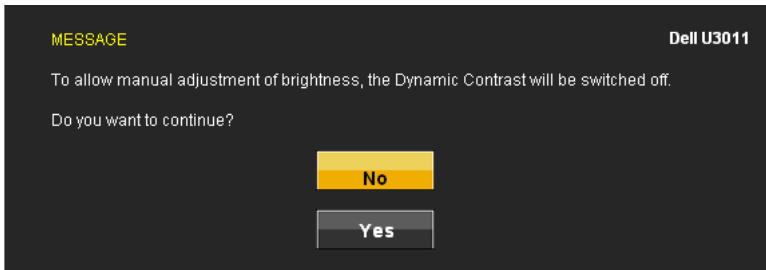 MESSAGE Dell U3011
To allow manual adjustment of brightness, the Dynamic Contrast will be switched off.
Do you want to continue?
No
Yes